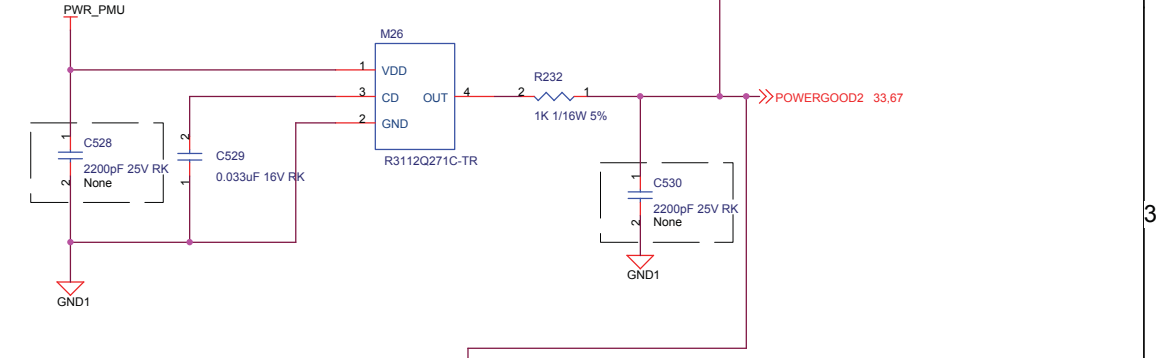 PWR_PMU
M26
1 VDD
3 CD OUT 4
2 GND
R3112Q271C-TR
R232
2 1
1K 1/16W 5%
POWERGOOD2 33,67
1
C528
2200pF 25V RK
None
2
2
C529
0.033uF 16V RK
1
1
C530
2200pF 25V RK
None
2
3
GND1
GND1